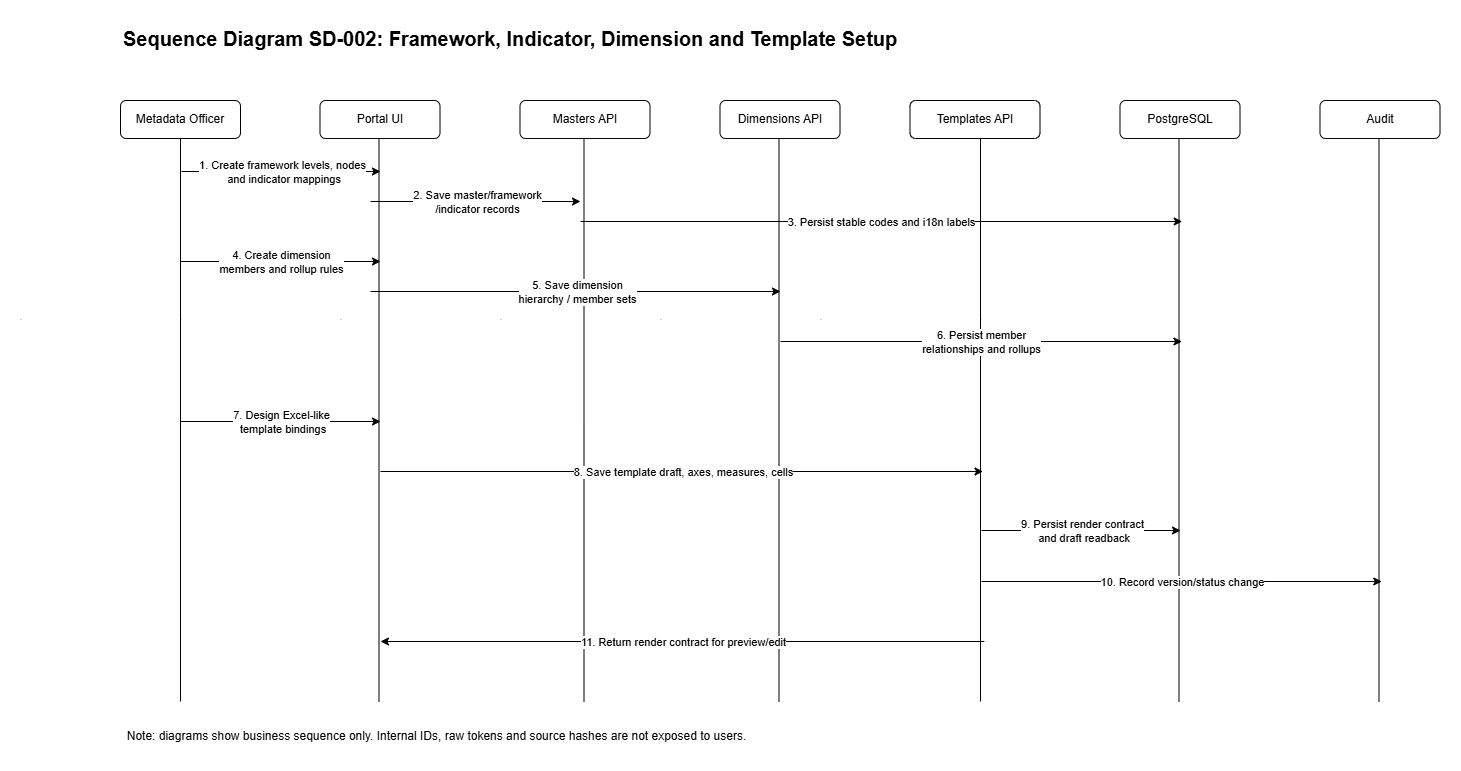 Sequence Diagram SD-002: Framework, Indicator, Dimension and Template Setup
Metadata Officer
Portal UI
Masters API
Dimensions API
Templates API
PostgreSQL
Audit
1. Create framework levels, nodes
and indicator mappings
2. Save master/framework
/indicator records
3. Persist stable codes and i18n labels
4. Create dimension
members and rollup rules
5. Save dimension
hierarchy / member sets
6. Persist member
relationships and rollups
7. Design Excel-like
template bindings
8. Save template draft, axes, measures, cells
9. Persist render contract
and draft readback
10. Record version/status change
11. Return render contract for preview/edit
Note: diagrams show business sequence only. Internal IDs, raw tokens and source hashes are not exposed to users.